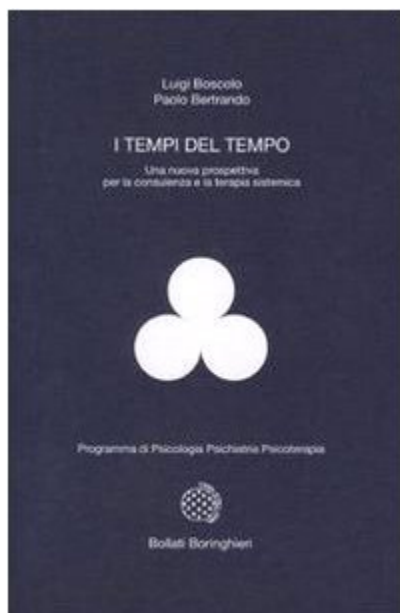 Luigi Boscolo
Paolo Bertrando
I TEMPI DEL TEMPO
Una nuova prospettiva
per la consulenza e la terapia sistemica
Programma di Psicologia Psichiatria Psicoterapia
Bollati Boringhieri